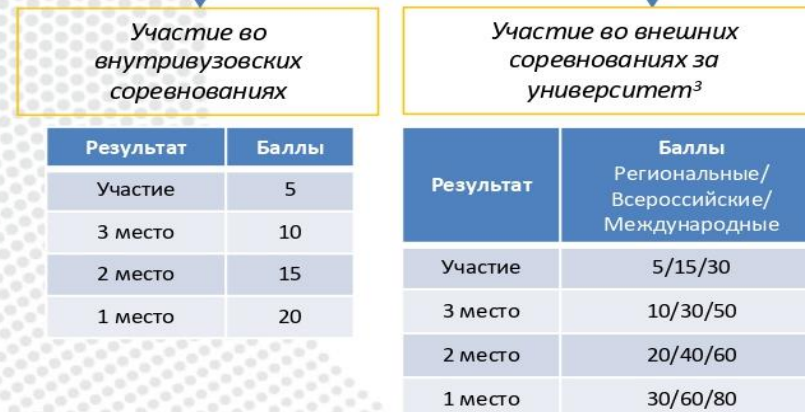 Участие во
внутривузовских
соревнованиях
Результат Баллы
Участие 5
3 место 10
2 место 15
1 место 20
Участие во внешних
соревнованиях за
университет³
Результат
Баллы
Региональные/
Всероссийские/
Международные
Участие 5/15/30
3 место 10/30/50
2 место 20/40/60
1 место 30/60/80